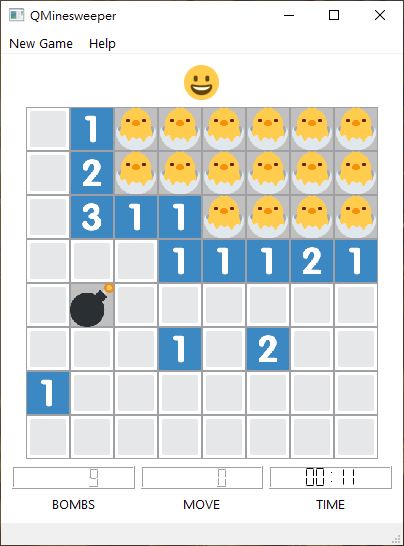 QMinesweeper
New Game Help
1
2
3 1 1
1 1 1 2 1
1 2
1
9 0 00:11
BOMBS MOVE TIME